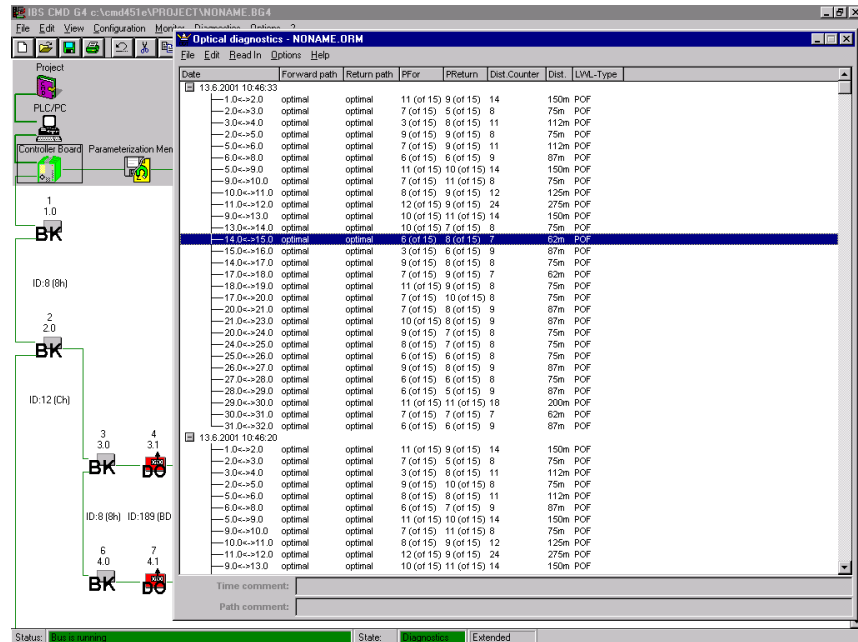 IBS CMD G4 c:\cmd451e\PROJECT\NONAME.BG4
File Edit View Configuration Monitor Diagnostics Options ?
Project
PLC/PC
Controller Board Parameterization Mem
1
1.0
BK
ID:8 (8h)
2
2.0
BK
ID:12 (Ch)
3 4
3.0 3.1
BK DO
ID:8 (8h) ID:189 (BD
6 7
4.0 4.1
BK DO
Optical diagnostics - NONAME.ORM
File Edit Read In Options Help
Date Forward path Return path PFor PReturn Dist.Counter Dist. LWL-Type
13.6.2001 10:46:33
1.0<->2.0 optimal optimal 11 (of 15) 9 (of 15) 14 150m POF
2.0<->3.0 optimal optimal 7 (of 15) 5 (of 15) 8 75m POF
3.0<->4.0 optimal optimal 3 (of 15) 8 (of 15) 11 112m POF
2.0<->5.0 optimal optimal 9 (of 15) 9 (of 15) 8 75m POF
5.0<->6.0 optimal optimal 7 (of 15) 9 (of 15) 11 112m POF
6.0<->8.0 optimal optimal 6 (of 15) 6 (of 15) 9 87m POF
5.0<->9.0 optimal optimal 11 (of 15) 10 (of 15) 14 150m POF
9.0<->10.0 optimal optimal 7 (of 15) 11 (of 15) 8 75m POF
10.0<->11.0 optimal optimal 8 (of 15) 9 (of 15) 12 125m POF
11.0<->12.0 optimal optimal 12 (of 15) 9 (of 15) 24 275m POF
9.0<->13.0 optimal optimal 10 (of 15) 11 (of 15) 14 150m POF
13.0<->14.0 optimal optimal 10 (of 15) 7 (of 15) 8 75m POF
14.0<->15.0 optimal optimal 6 (of 15) 8 (of 15) 7 62m POF
15.0<->16.0 optimal optimal 3 (of 15) 6 (of 15) 9 87m POF
14.0<->17.0 optimal optimal 9 (of 15) 8 (of 15) 8 75m POF
17.0<->18.0 optimal optimal 7 (of 15) 9 (of 15) 7 62m POF
18.0<->19.0 optimal optimal 11 (of 15) 9 (of 15) 8 75m POF
17.0<->20.0 optimal optimal 7 (of 15) 10 (of 15) 8 75m POF
20.0<->21.0 optimal optimal 7 (of 15) 8 (of 15) 9 87m POF
21.0<->23.0 optimal optimal 10 (of 15) 8 (of 15) 9 87m POF
20.0<->24.0 optimal optimal 9 (of 15) 7 (of 15) 8 75m POF
24.0<->25.0 optimal optimal 8 (of 15) 7 (of 15) 8 75m POF
25.0<->26.0 optimal optimal 6 (of 15) 6 (of 15) 8 75m POF
26.0<->27.0 optimal optimal 9 (of 15) 8 (of 15) 9 87m POF
27.0<->28.0 optimal optimal 6 (of 15) 6 (of 15) 8 75m POF
28.0<->29.0 optimal optimal 6 (of 15) 5 (of 15) 9 87m POF
29.0<->30.0 optimal optimal 11 (of 15) 11 (of 15) 18 200m POF
30.0<->31.0 optimal optimal 7 (of 15) 7 (of 15) 7 62m POF
31.0<->32.0 optimal optimal 6 (of 15) 6 (of 15) 9 87m POF
13.6.2001 10:46:20
1.0<->2.0 optimal optimal 11 (of 15) 9 (of 15) 14 150m POF
2.0<->3.0 optimal optimal 7 (of 15) 5 (of 15) 8 75m POF
3.0<->4.0 optimal optimal 3 (of 15) 8 (of 15) 11 112m POF
2.0<->5.0 optimal optimal 9 (of 15) 10 (of 15) 8 75m POF
5.0<->6.0 optimal optimal 8 (of 15) 8 (of 15) 11 112m POF
6.0<->8.0 optimal optimal 6 (of 15) 7 (of 15) 9 87m POF
5.0<->9.0 optimal optimal 11 (of 15) 10 (of 15) 14 150m POF
9.0<->10.0 optimal optimal 7 (of 15) 11 (of 15) 8 75m POF
10.0<->11.0 optimal optimal 8 (of 15) 9 (of 15) 12 125m POF
11.0<->12.0 optimal optimal 12 (of 15) 9 (of 15) 24 275m POF
9.0<->13.0 optimal optimal 10 (of 15) 11 (of 15) 14 150m POF
Time comment:
Path comment:
Status: Bus is running State: Diagnostics Extended